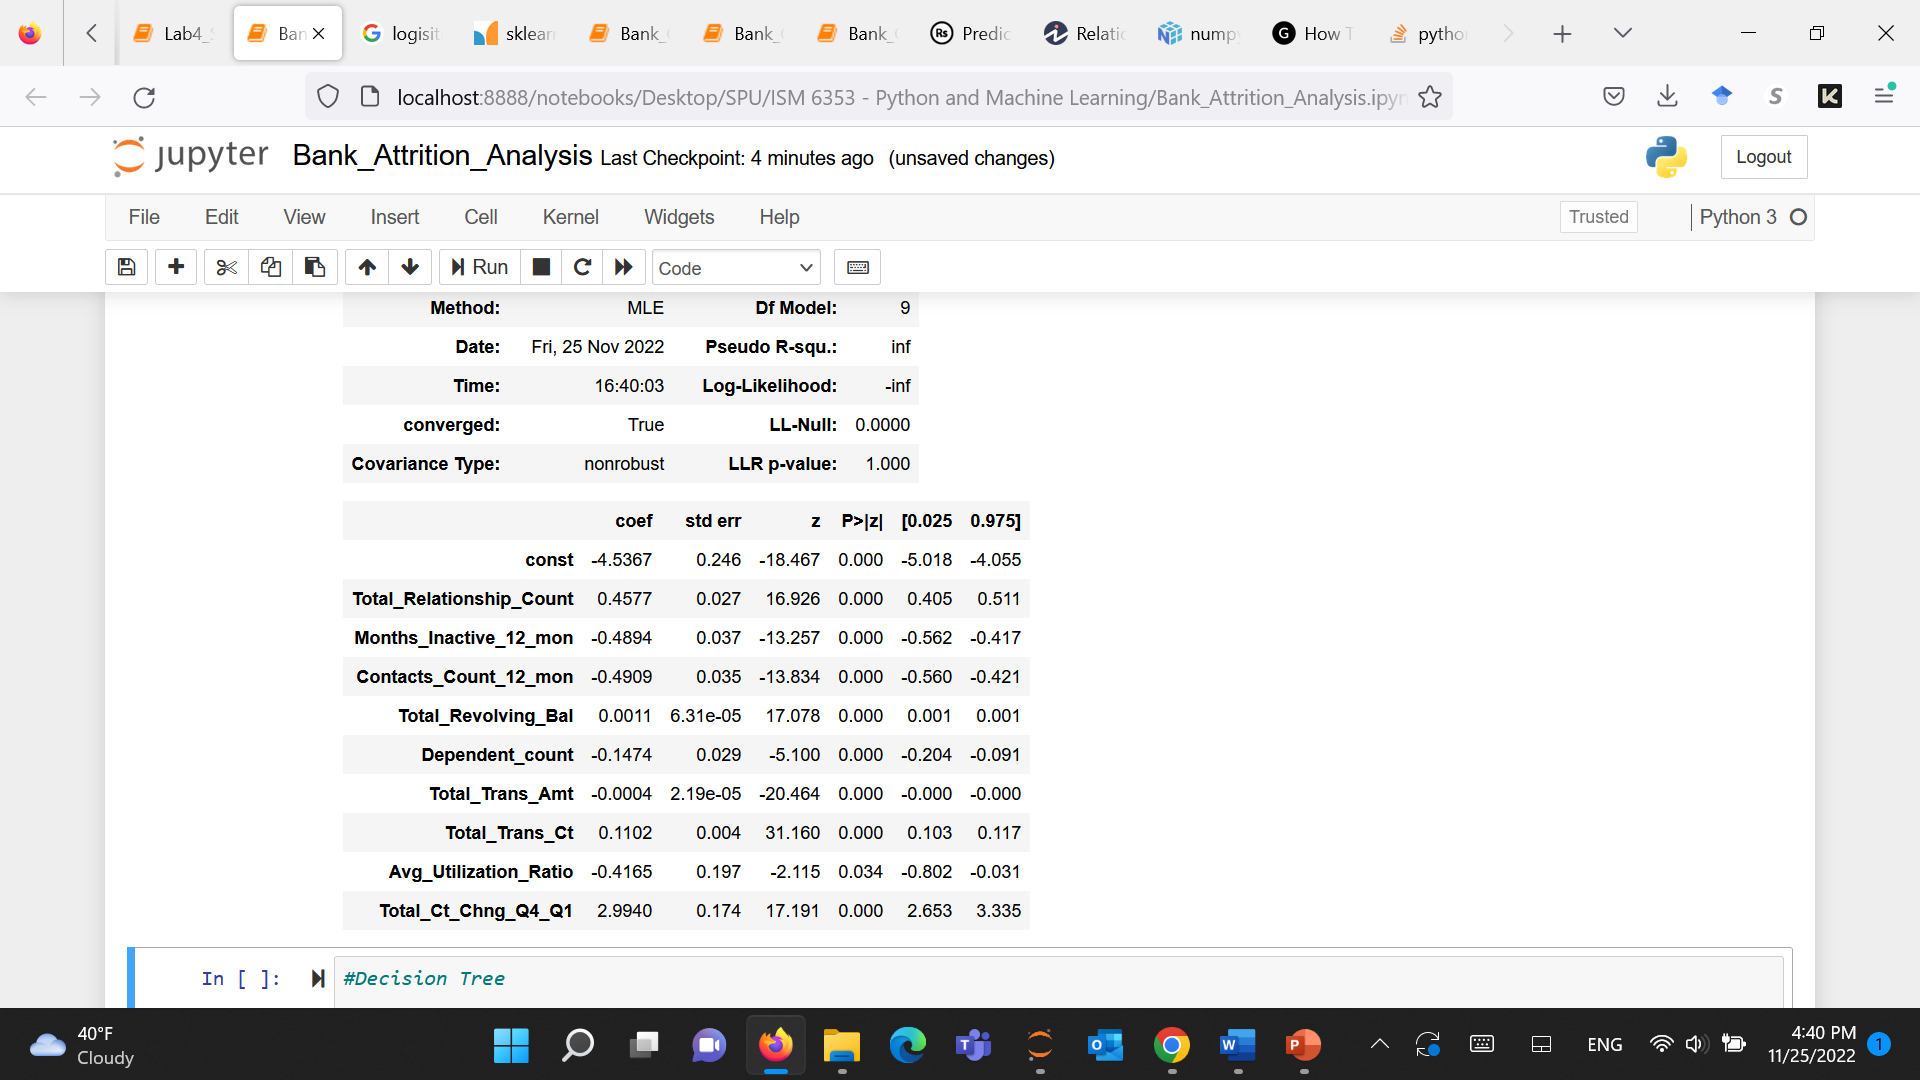 Lab4_
Ban
logisit
sklear
Bank_
Bank_
Bank_
Predic
Relatic
numpy
How T
pytho
localhost:8888/notebooks/Desktop/SPU/ISM 6353 - Python and Machine Learning/Bank_Attrition_Analysis.ipyn
jupyter Bank_Attrition_Analysis Last Checkpoint: 4 minutes ago (unsaved changes)
Logout
File Edit View Insert Cell Kernel Widgets Help
Trusted
Python 3
Run
Code
Method: MLE Df Model: 9
Date: Fri, 25 Nov 2022 Pseudo R-squ.: inf
Time: 16:40:03 Log-Likelihood: -inf
converged: True LL-Null: 0.0000
Covariance Type: nonrobust LLR p-value: 1.000
coef std err z P>|z| [0.025 0.975]
const -4.5367 0.246 -18.467 0.000 -5.018 -4.055
Total_Relationship_Count 0.4577 0.027 16.926 0.000 0.405 0.511
Months_Inactive_12_mon -0.4894 0.037 -13.257 0.000 -0.562 -0.417
Contacts_Count_12_mon -0.4909 0.035 -13.834 0.000 -0.560 -0.421
Total_Revolving_Bal 0.0011 6.31e-05 17.078 0.000 0.001 0.001
Dependent_count -0.1474 0.029 -5.100 0.000 -0.204 -0.091
Total_Trans_Amt -0.0004 2.19e-05 -20.464 0.000 -0.000 -0.000
Total_Trans_Ct 0.1102 0.004 31.160 0.000 0.103 0.117
Avg_Utilization_Ratio -0.4165 0.197 -2.115 0.034 -0.802 -0.031
Total_Ct_Chng_Q4_Q1 2.9940 0.174 17.191 0.000 2.653 3.335
In [ ]: #Decision Tree
40°F
Cloudy
ENG
4:40 PM
11/25/2022
1